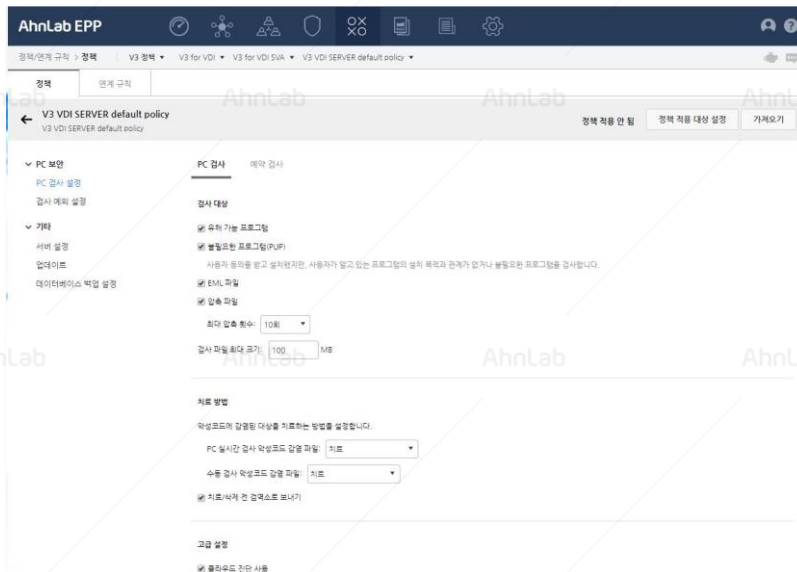 AhnLab EPP
정책/연계 규칙 > 정책 V3 정책 ▼ V3 for VDI ▼ V3 for VDI SVA ▼ V3 VDI SERVER default policy ▼
정책 연계 규칙
← V3 VDI SERVER default policy
V3 VDI SERVER default policy
정책 적용 안 됨 정책 적용 대상 설정 가져오기
PC 보안
PC 검사 설정
검사 예외 설정
기타
서버 설정
업데이트
데이터베이스 백업 설정
PC 검사 예약 검사
검사 대상
유해 가능 프로그램
불필요한 프로그램(PUP)
사용자 동의를 받고 설치했지만, 사용자가 알고 있는 프로그램의 설치 목적과 관계가 없거나 불필요한 프로그램을 검사합니다.
EML 파일
압축 파일
최대 압축 횟수: 10회
검사 파일 최대 크기: 100 MB
치료 방법
악성코드에 감염된 대상을 치료하는 방법을 설정합니다.
PC 실시간 검사 악성코드 감염 파일: 치료
수동 검사 악성코드 감염 파일: 치료
치료/삭제 전 검역소로 보내기
고급 설정
클라우드 진단 사용
AhnLab
AhnLab
AhnLab
AhnLab